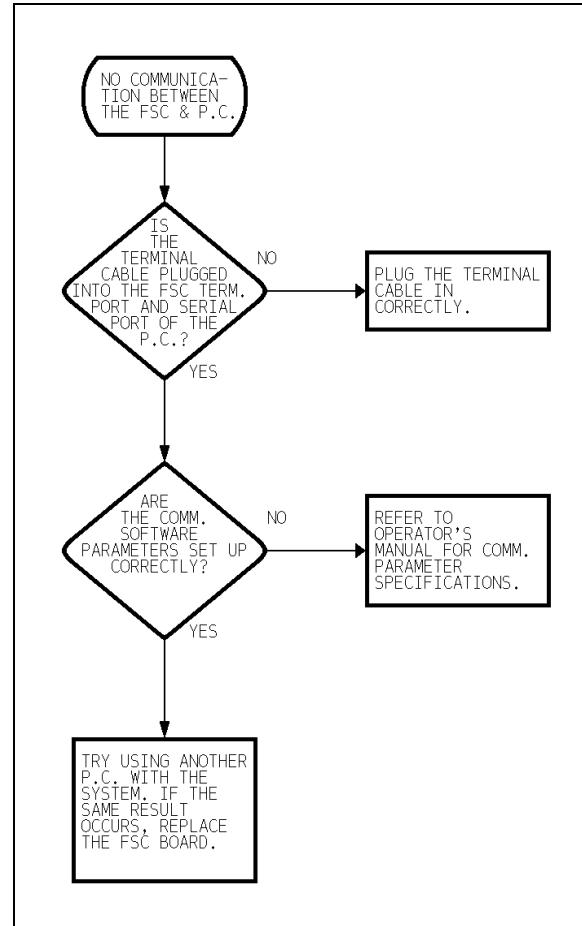 NO COMMUNICA-
TION BETWEEN
THE FSC & P.C.
IS
THE
TERMINAL
CABLE PLUGGED
INTO THE FSC TERM.
PORT AND SERIAL
PORT OF THE
P.C.?
NO
PLUG THE TERMINAL
CABLE IN
CORRECTLY.
YES
ARE
THE COMM.
SOFTWARE
PARAMETERS SET UP
CORRECTLY?
NO
REFER TO
OPERATOR'S
MANUAL FOR COMM.
PARAMETER
SPECIFICATIONS.
YES
TRY USING ANOTHER
P.C. WITH THE
SYSTEM. IF THE
SAME RESULT
OCCURS, REPLACE
THE FSC BOARD.